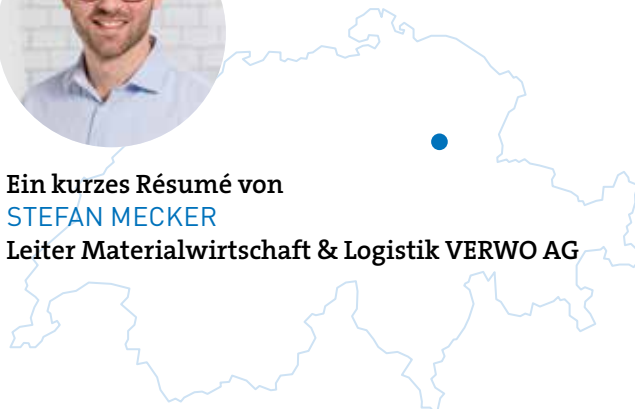 Ein kurzes Résumé von
STEFAN MECKER
Leiter Materialwirtschaft & Logistik VERWO AG